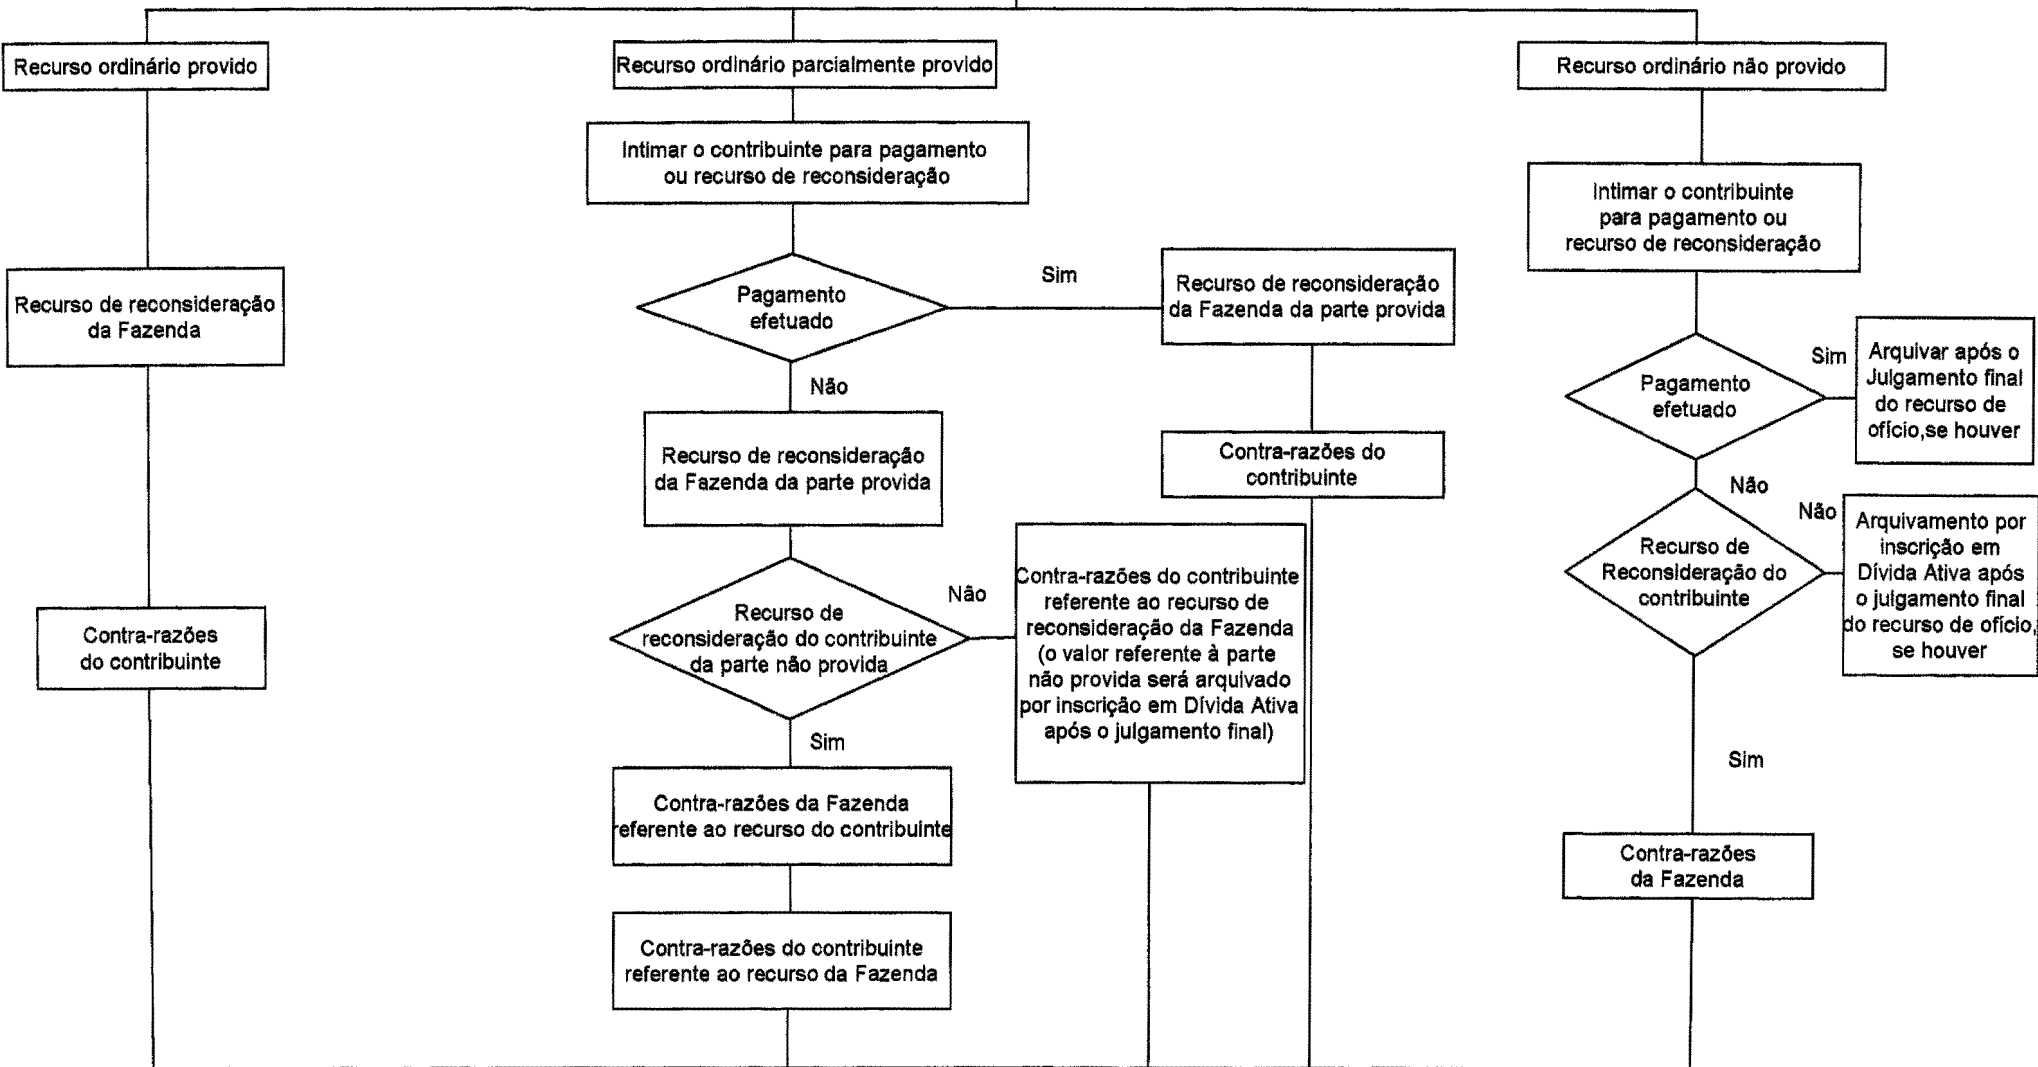 Recurso ordinário provido
Recurso ordinário parcialmente provido
Recurso ordinário não provido
Intimar o contribuinte para pagamento
ou recurso de reconsideração
Intimar o contribuinte
para pagamento ou
recurso de reconsideração
Recurso de reconsideração
da Fazenda
Pagamento
efetuado
Sim
Recurso de reconsideração
da Fazenda da parte provida
Pagamento
efetuado
Sim
Arquivar após o
Julgamento final
do recurso de
ofício,se houver
Não
Recurso de reconsideração
da Fazenda da parte provida
Contra-razões do
contribuinte
Não
Não
Recurso de
Reconsideração do
contribuinte
Arquivamento por
inscrição em
Dívida Ativa após
o julgamento final
do recurso de ofício,
se houver
Contra-razões
do contribuinte
Recurso de
reconsideração do contribuinte
da parte não provida
Não
Contra-razões do contribuinte
referente ao recurso de
reconsideração da Fazenda
(o valor referente à parte
não provida será arquivado
por inscrição em Dívida Ativa
após o julgamento final)
Sim
Sim
Contra-razões da Fazenda
referente ao recurso do contribuinte
Contra-razões
da Fazenda
Contra-razões do contribuinte
referente ao recurso da Fazenda